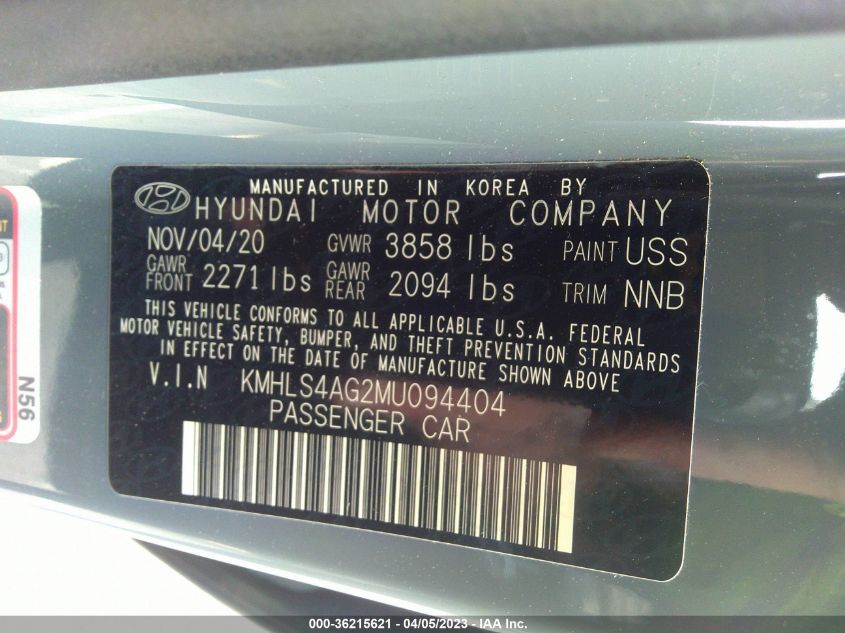 MANUFACTURED IN KOREA BY
HYUNDAI MOTOR COMPANY
NOV/04/20 GVWR 3858 lbs PAINT USS
GAWR FRONT 2271 lbs GAWR REAR 2094 lbs TRIM NNB
THIS VEHICLE CONFORMS TO ALL APPLICABLE U.S.A. FEDERAL
MOTOR VEHICLE SAFETY, BUMPER, AND THEFT PREVENTION STANDARDS
IN EFFECT ON THE DATE OF MANUFACTURE SHOWN ABOVE
V.I.N KMHLS4AG2MU094404
PASSENGER CAR
N56
000-36215621 - 04/05/2023 - IAA Inc.